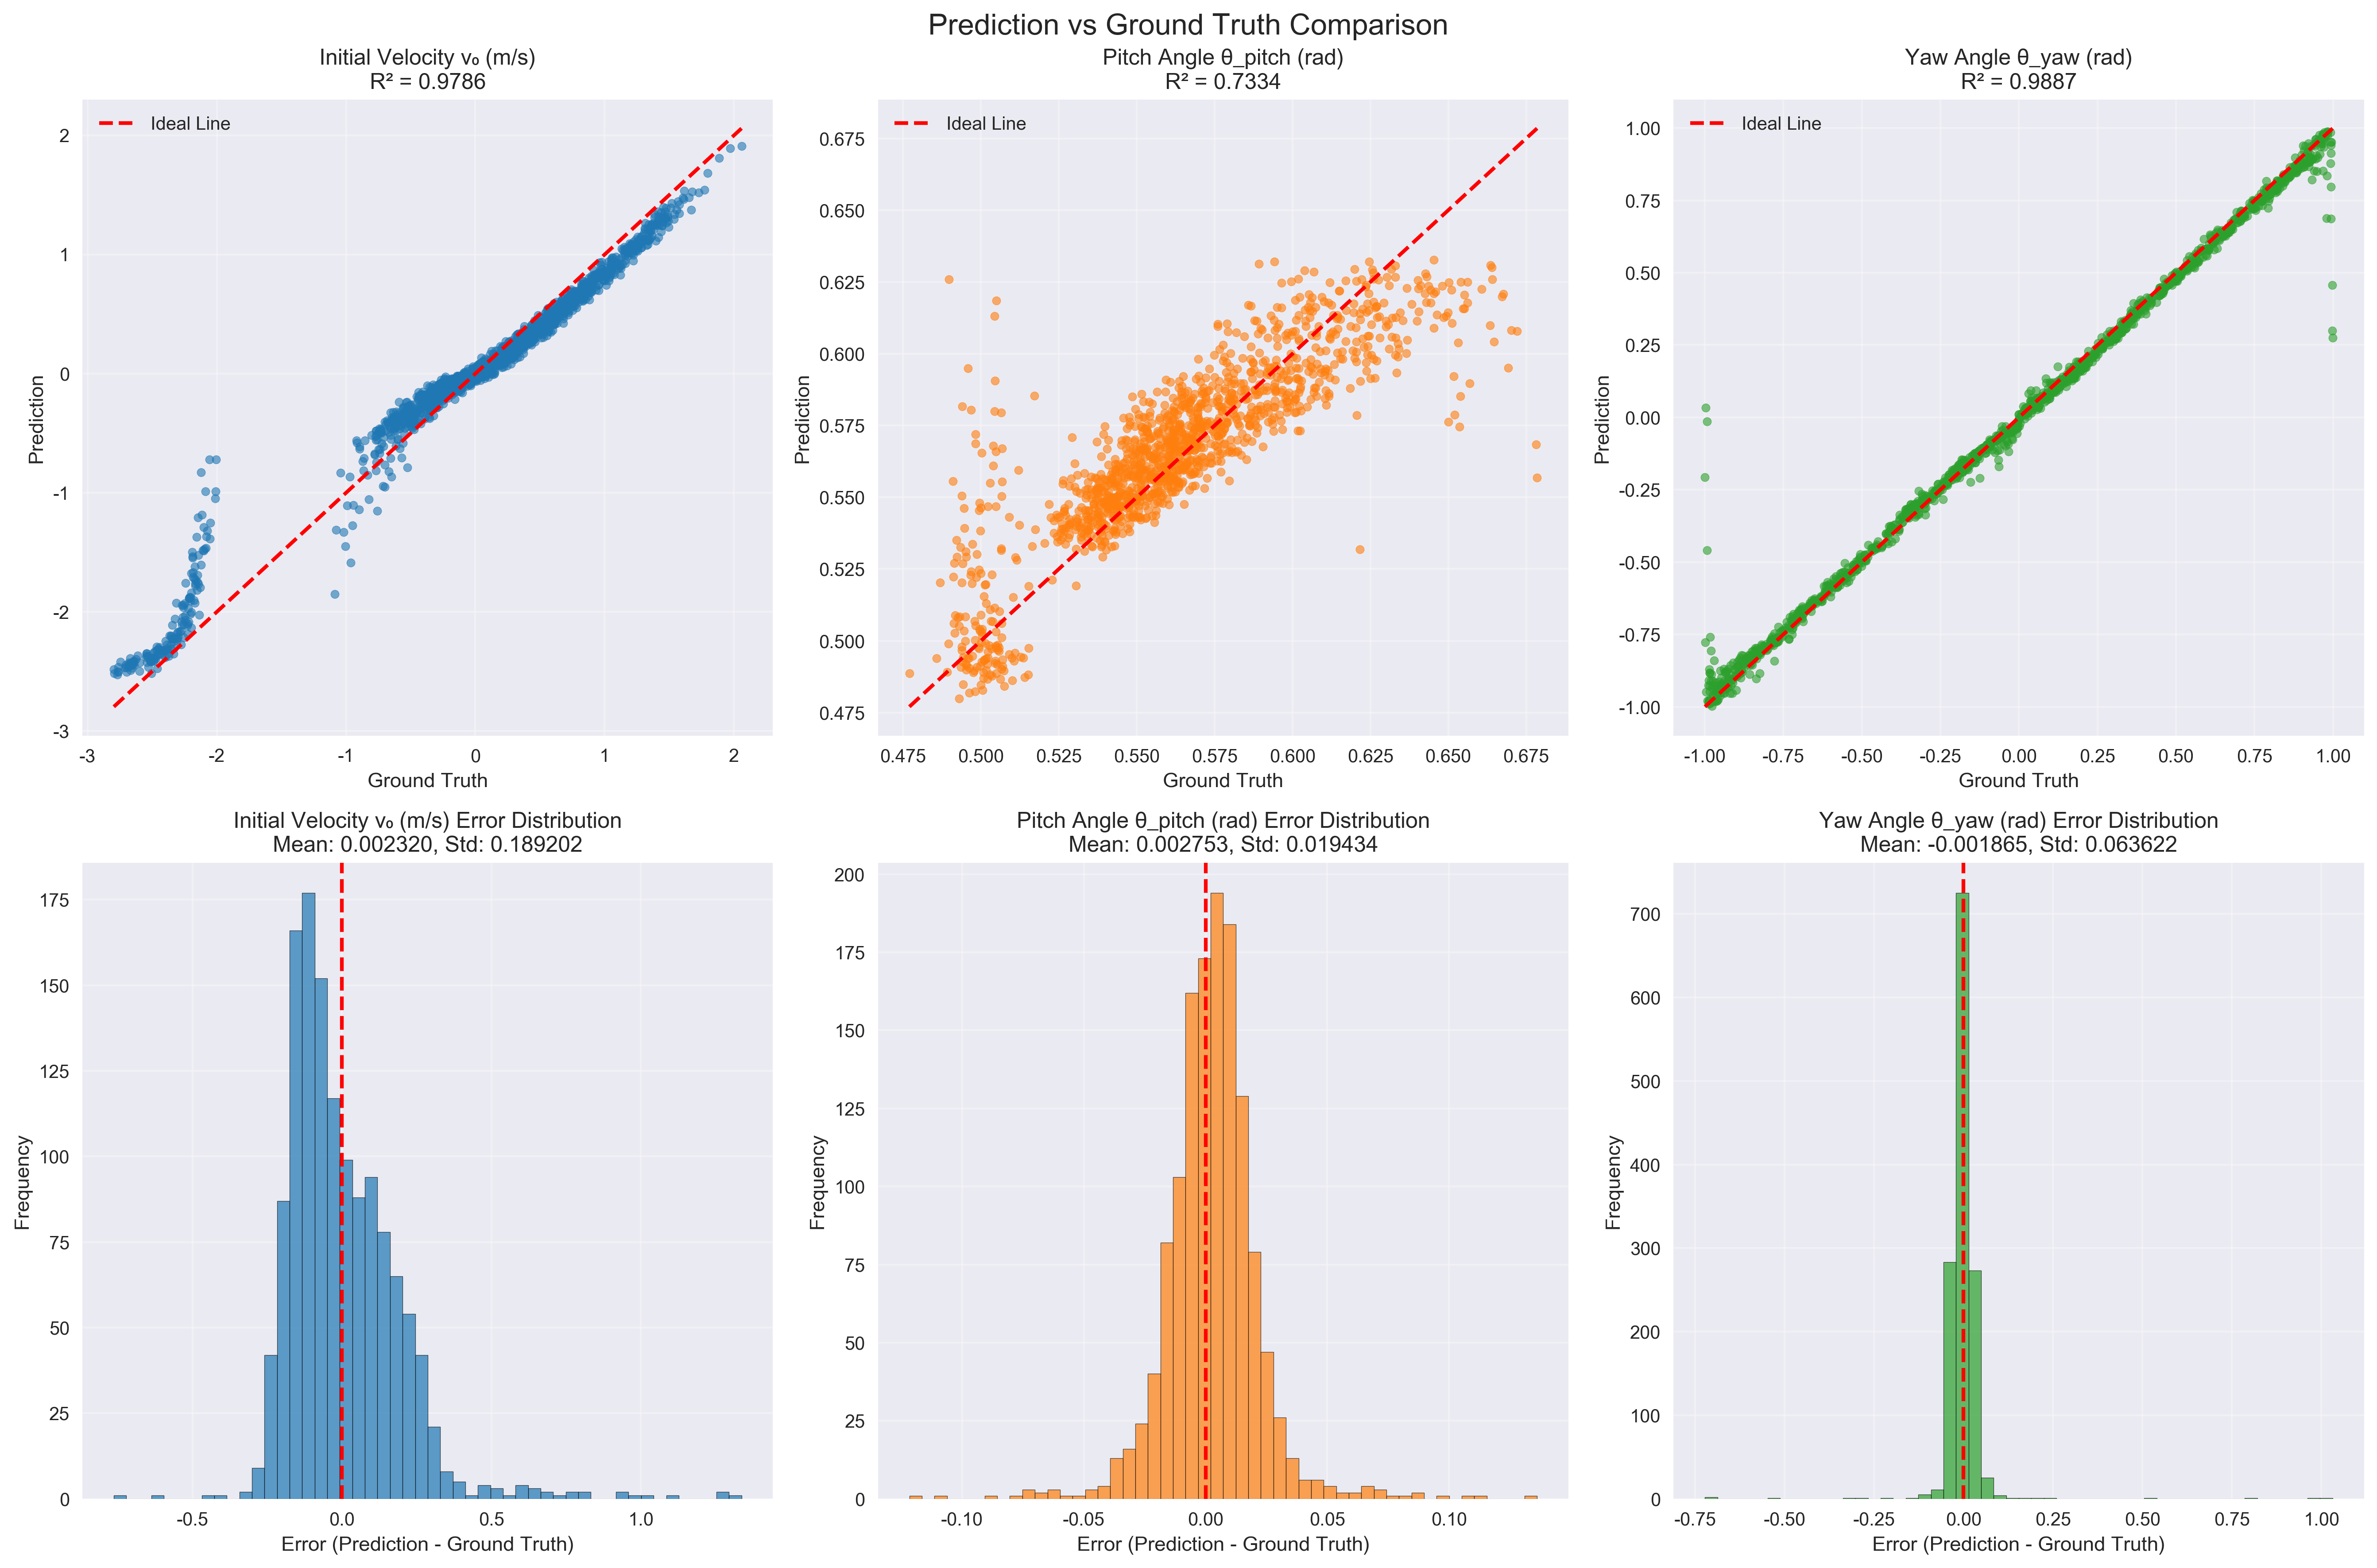 Prediction vs Ground Truth Comparison
Initial Velocity v₀ (m/s)
R² = 0.9786
Ideal Line
2
1
0
-1
-2
-3
Prediction
-3 -2 -1 0 1 2
Ground Truth
Pitch Angle θ_pitch (rad)
R² = 0.7334
Ideal Line
0.675
0.650
0.625
0.600
0.575
0.550
0.525
0.500
0.475
Prediction
0.475 0.500 0.525 0.550 0.575 0.600 0.625 0.650 0.675
Ground Truth
Yaw Angle θ_yaw (rad)
R² = 0.9887
Ideal Line
1.00
0.75
0.50
0.25
0.00
-0.25
-0.50
-0.75
-1.00
Prediction
-1.00 -0.75 -0.50 -0.25 0.00 0.25 0.50 0.75 1.00
Ground Truth
Initial Velocity v₀ (m/s) Error Distribution
Mean: 0.002320, Std: 0.189202
175
150
125
100
75
50
25
0
Frequency
-0.5 0.0 0.5 1.0
Error (Prediction - Ground Truth)
Pitch Angle θ_pitch (rad) Error Distribution
Mean: 0.002753, Std: 0.019434
200
175
150
125
100
75
50
25
0
Frequency
-0.10 -0.05 0.00 0.05 0.10
Error (Prediction - Ground Truth)
Yaw Angle θ_yaw (rad) Error Distribution
Mean: -0.001865, Std: 0.063622
700
600
500
400
300
200
100
0
Frequency
-0.75 -0.50 -0.25 0.00 0.25 0.50 0.75 1.00
Error (Prediction - Ground Truth)